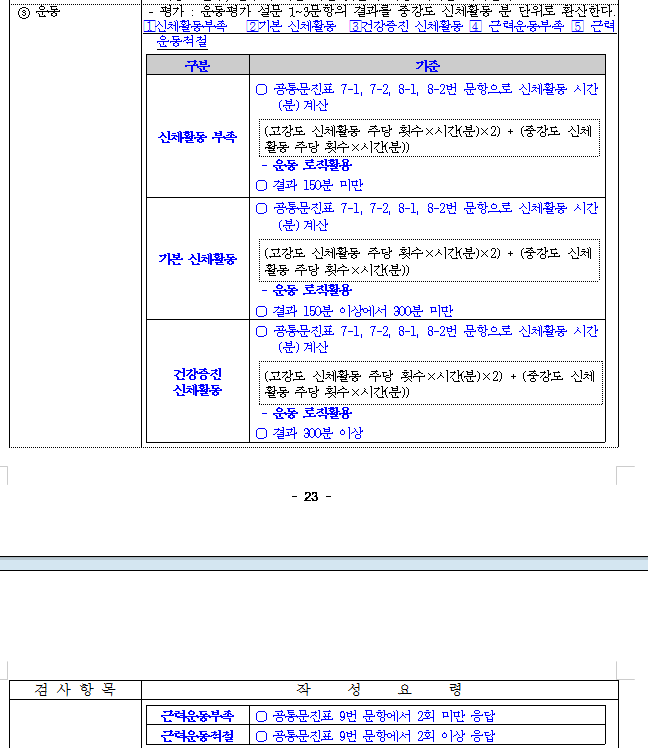 ③ 운동
- 평가 : 운동평가 설문 1~3문항의 결과를 중강도 신체활동 분 단위로 환산한다.
1신체활동부족 2기본 신체활동 3건강증진 신체활동 4 근력운동부족 5 근력
운동적절
구분 기준
신체활동 부족
○ 공통문진표 7-1, 7-2, 8-1, 8-2번 문항으로 신체활동 시간
(분) 계산
(고강도 신체활동 주당 횟수×시간(분)×2) + (중강도 신체
활동 주당 횟수×시간(분))
- 운동 로직활용
○ 결과 150분 미만
기본 신체활동
○ 공통문진표 7-1, 7-2, 8-1, 8-2번 문항으로 신체활동 시간
(분) 계산
(고강도 신체활동 주당 횟수×시간(분)×2) + (중강도 신체
활동 주당 횟수×시간(분))
- 운동 로직활용
○ 결과 150분 이상에서 300분 미만
건강증진
신체활동
○ 공통문진표 7-1, 7-2, 8-1, 8-2번 문항으로 신체활동 시간
(분) 계산
(고강도 신체활동 주당 횟수×시간(분)×2) + (중강도 신체
활동 주당 횟수×시간(분))
- 운동 로직활용
○ 결과 300분 이상
- 23 -
검 사 항 목 작 성 요 령
근력운동부족 ○ 공통문진표 9번 문항에서 2회 미만 응답
근력운동적절 ○ 공통문진표 9번 문항에서 2회 이상 응답